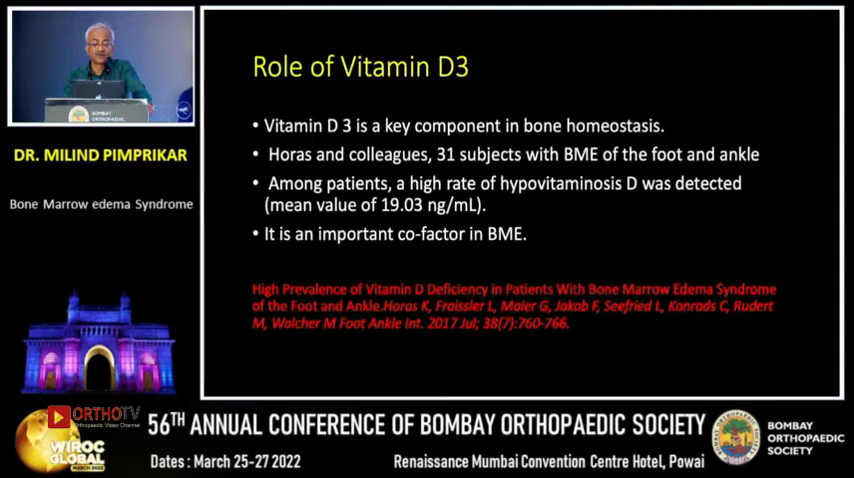 Role of Vitamin D3
• Vitamin D 3 is a key component in bone homeostasis.
• Horas and colleagues, 31 subjects with BME of the foot and ankle
• Among patients, a high rate of hypovitaminosis D was detected
(mean value of 19.03 ng/mL).
• It is an important co-factor in BME.
High Prevalence of Vitamin D Deficiency in Patients With Bone Marrow Edema Syndrome
of the Foot and Ankle.Horas K, Fraissler L, Maier G, Jakob F, Seefried L, Konrads C, Rudert
M, Walcher M Foot Ankle Int. 2017 Jul; 38(7):760-766.
BOMBAY
ORTHOPAEDIC
DR. MILIND PIMPRIKAR
Bone Marrow edema Syndrome
ORTHOTV
Orthopaedic Video Channel
WIROC
GLOBAL
MARCH 2022
56TH ANNUAL CONFERENCE OF BOMBAY ORTHOPAEDIC SOCIETY
Dates : March 25-27 2022
Renaissance Mumbai Convention Centre Hotel, Powai
BOMBAY
ORTHOPAEDIC
SOCIETY